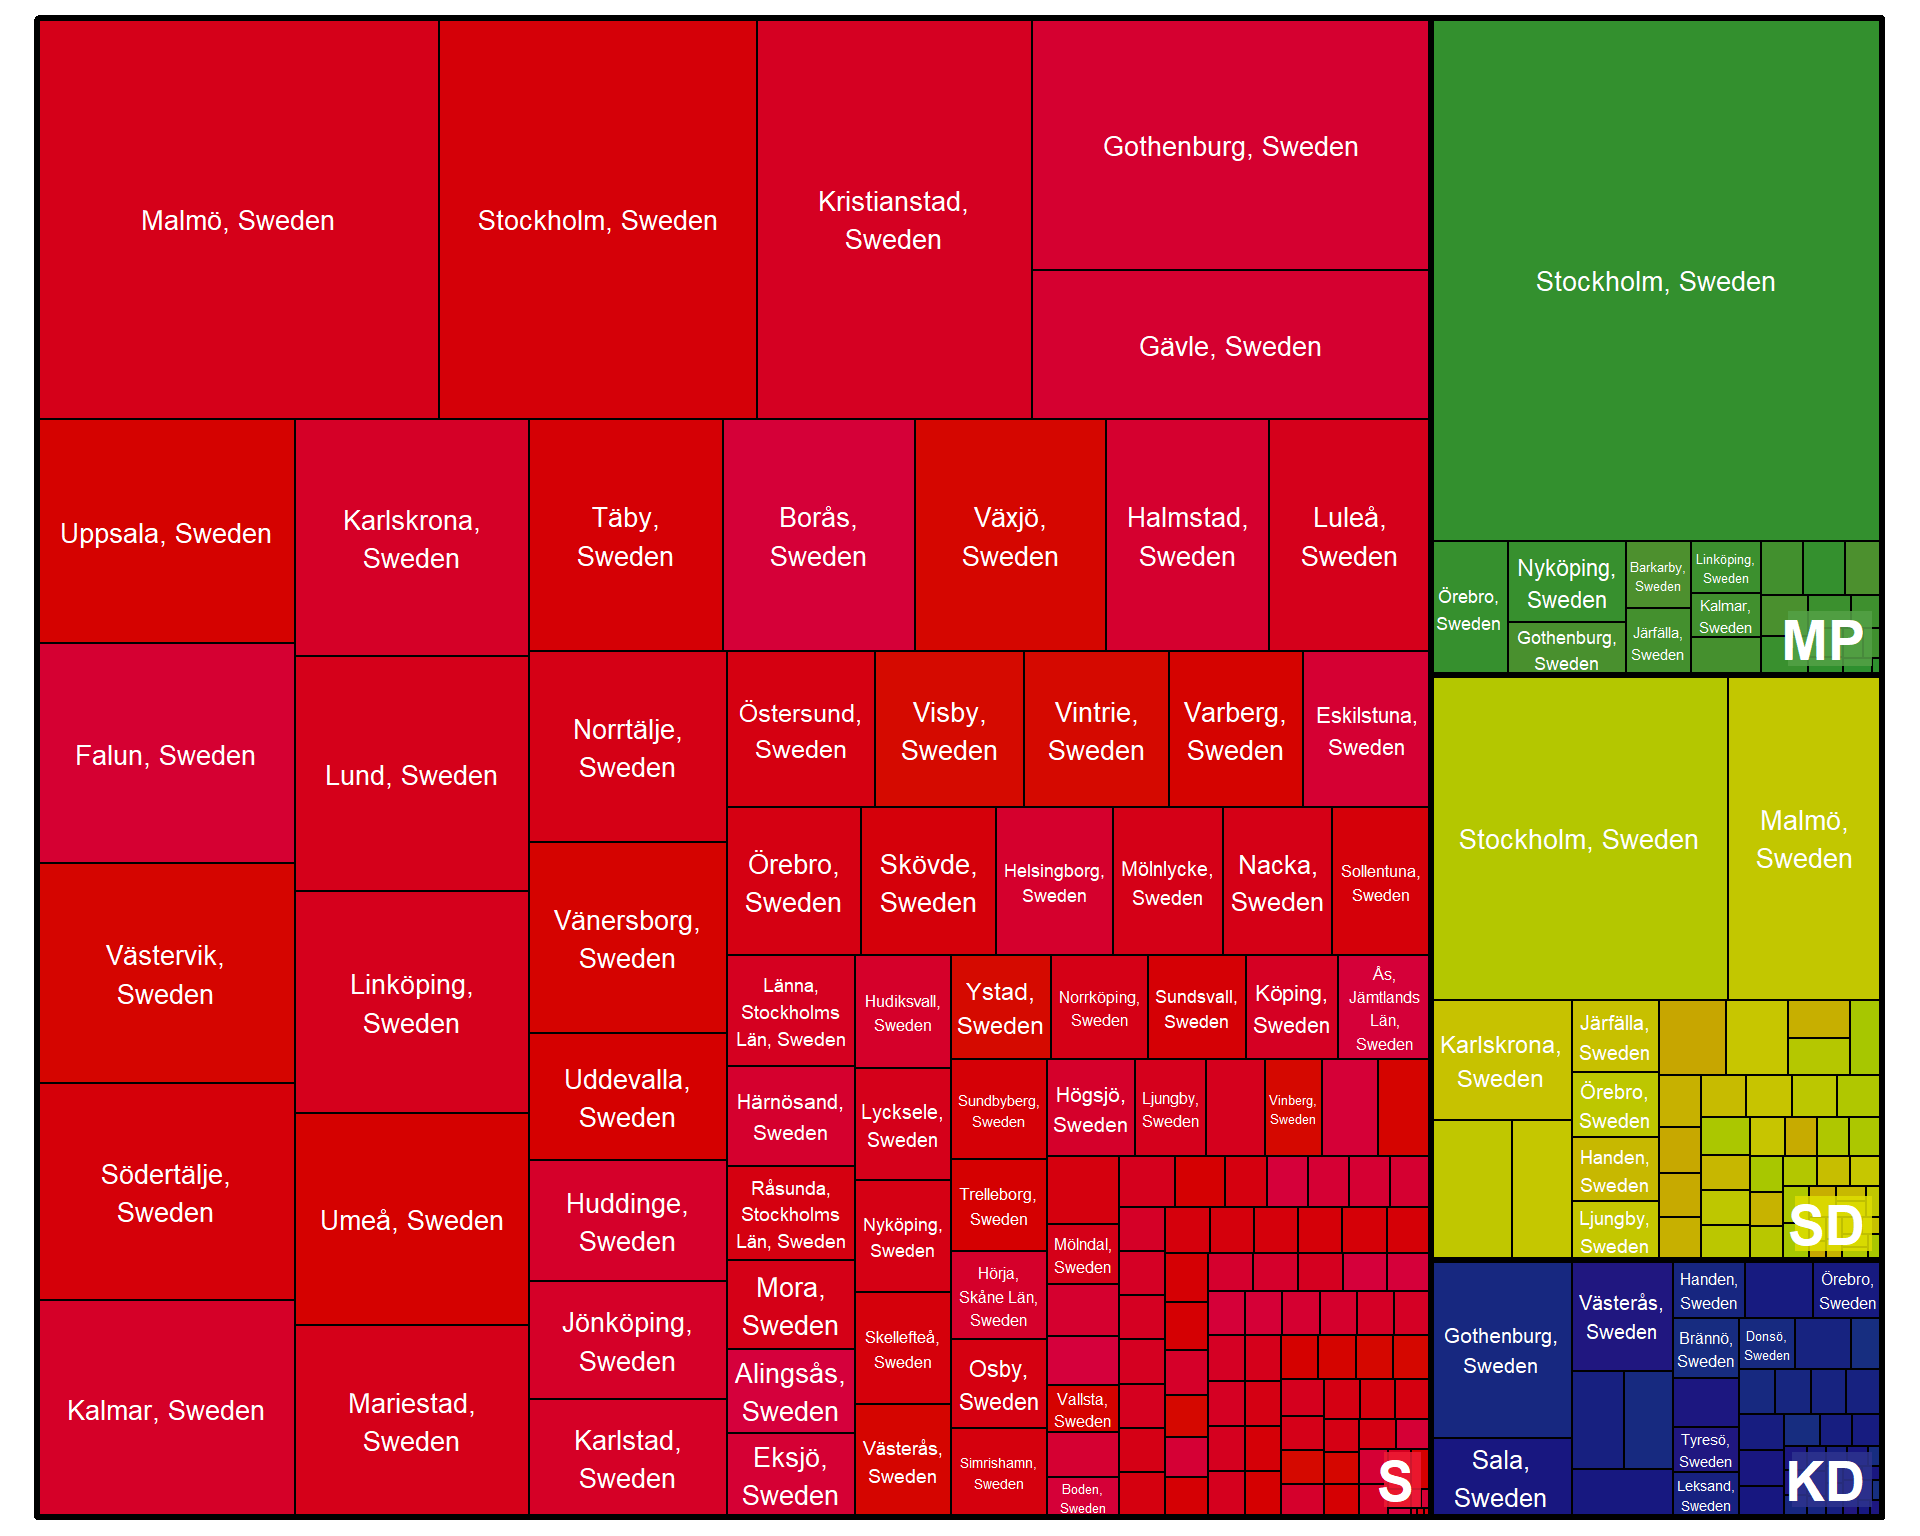 Malmö, Sweden
Stockholm, Sweden
Kristianstad,
Sweden
Gothenburg, Sweden
Gävle, Sweden
Uppsala, Sweden
Falun, Sweden
Västervik,
Sweden
Södertälje,
Sweden
Kalmar, Sweden
Karlskrona,
Sweden
Lund, Sweden
Linköping,
Sweden
Umeå, Sweden
Mariestad,
Sweden
Täby,
Sweden
Borås,
Sweden
Växjö,
Sweden
Halmstad,
Sweden
Luleå,
Sweden
Norrtälje,
Sweden
Vänersborg,
Sweden
Uddevalla,
Sweden
Huddinge,
Sweden
Jönköping,
Sweden
Karlstad,
Sweden
Östersund,
Sweden
Visby,
Sweden
Vintrie,
Sweden
Varberg,
Sweden
Eskilstuna,
Sweden
Örebro,
Sweden
Skövde,
Sweden
Helsingborg,
Sweden
Mölnlycke,
Sweden
Nacka,
Sweden
Sollentuna,
Sweden
Länna,
Stockholms
Län, Sweden
Härnösand,
Sweden
Råsunda,
Stockholms
Län, Sweden
Mora,
Sweden
Alingsås,
Sweden
Eksjö,
Sweden
Hudiksvall,
Sweden
Lycksele,
Sweden
Nyköping,
Sweden
Skellefteå,
Sweden
Västerås,
Sweden
Ystad,
Sweden
Norrköping,
Sweden
Sundsvall,
Sweden
Köping,
Sweden
Ås,
Jämtlands
Län,
Sweden
Sundbyberg,
Sweden
Trelleborg,
Sweden
Hörja,
Skåne Län,
Sweden
Osby,
Sweden
Simrishamn,
Sweden
Högsjö,
Sweden
Ljungby,
Sweden
Vinberg,
Sweden
Mölndal,
Sweden
Vallsta,
Sweden
Boden,
Sweden
S
Stockholm, Sweden
Örebro,
Sweden
Nyköping,
Sweden
Gothenburg,
Sweden
Barkarby,
Sweden
Järfälla,
Sweden
Linköping,
Sweden
Kalmar,
Sweden
MP
Stockholm, Sweden
Malmö,
Sweden
Karlskrona,
Sweden
Järfälla,
Sweden
Örebro,
Sweden
Handen,
Sweden
Ljungby,
Sweden
SD
Gothenburg,
Sweden
Sala,
Sweden
Västerås,
Sweden
Handen,
Sweden
Örebro,
Sweden
Brännö,
Sweden
Donsö,
Sweden
Tyresö,
Sweden
Leksand,
Sweden
KD